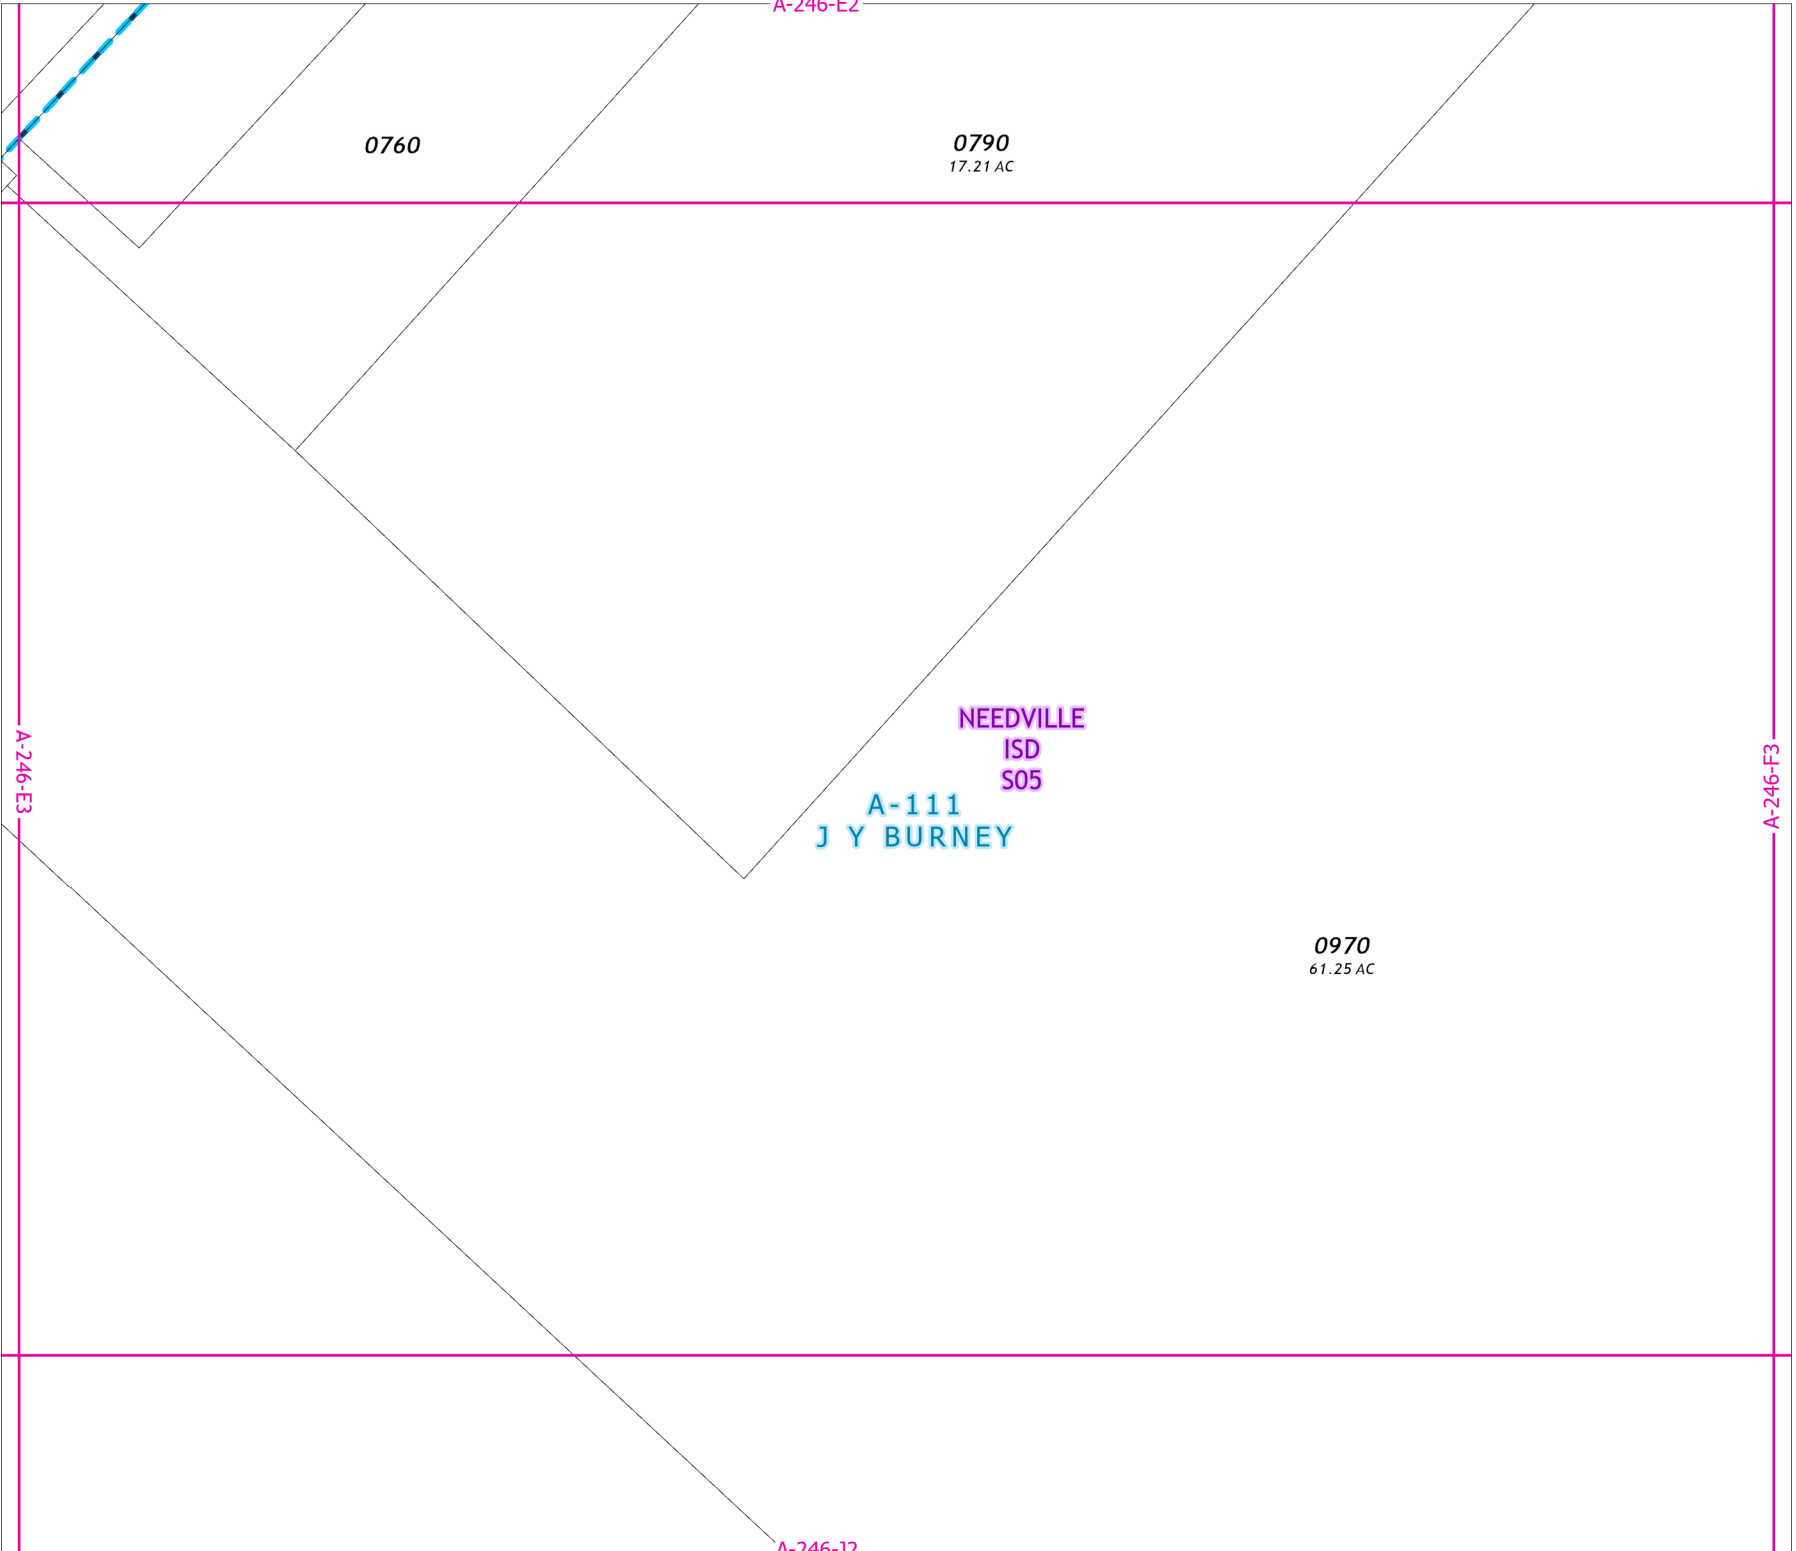 A-246-E2
0760
0790
17.21 AC
NEEDVILLE
ISD
S05
A-246-E3
A-246-F3
A-111
J Y BURNEY
0970
61.25 AC
A-246-J2